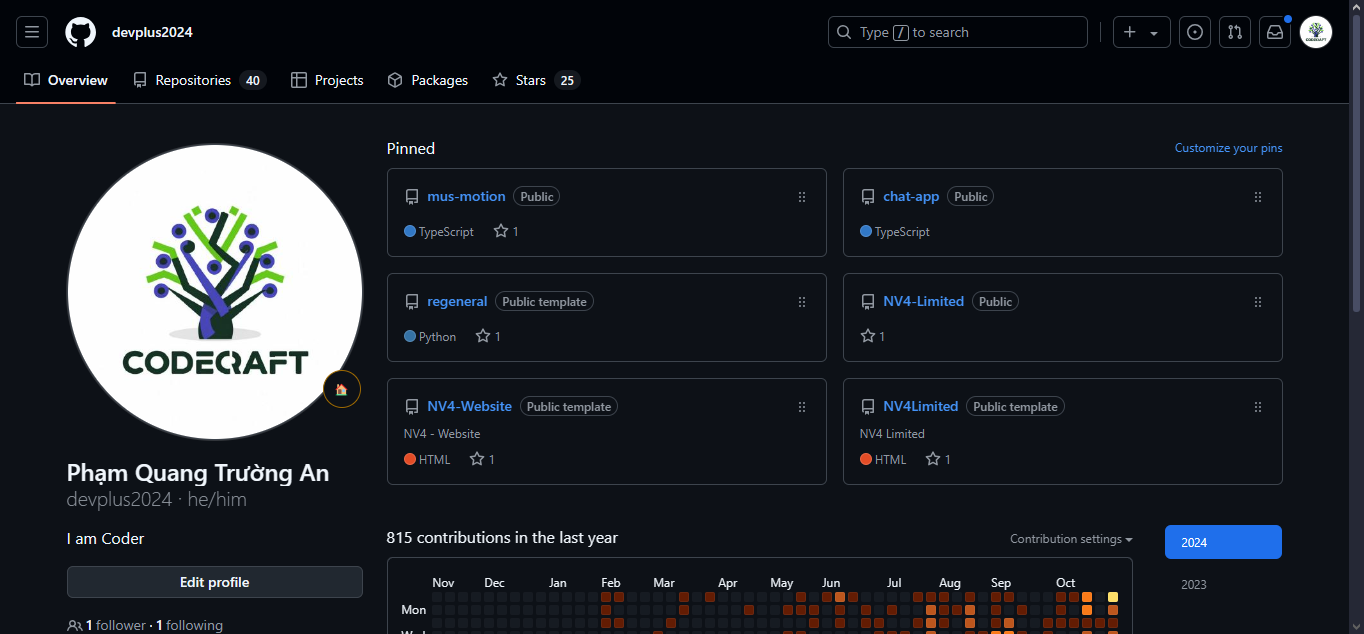 devplus2024
Type / to search
Overview
Repositories 40
Projects
Packages
Stars 25
CODECRAFT
Phạm Quang Trường An
devplus2024 · he/him
I am Coder
Edit profile
1 follower · 1 following
Pinned
Customize your pins
mus-motion Public
TypeScript 1
chat-app Public
TypeScript
regeneral Public template
Python 1
NV4-Limited Public
1
NV4-Website Public template
NV4 - Website
HTML 1
NV4Limited Public template
NV4 Limited
HTML 1
815 contributions in the last year
Contribution settings
2024
2023
Nov Dec Jan Feb Mar Apr May Jun Jul Aug Sep Oct
Mon